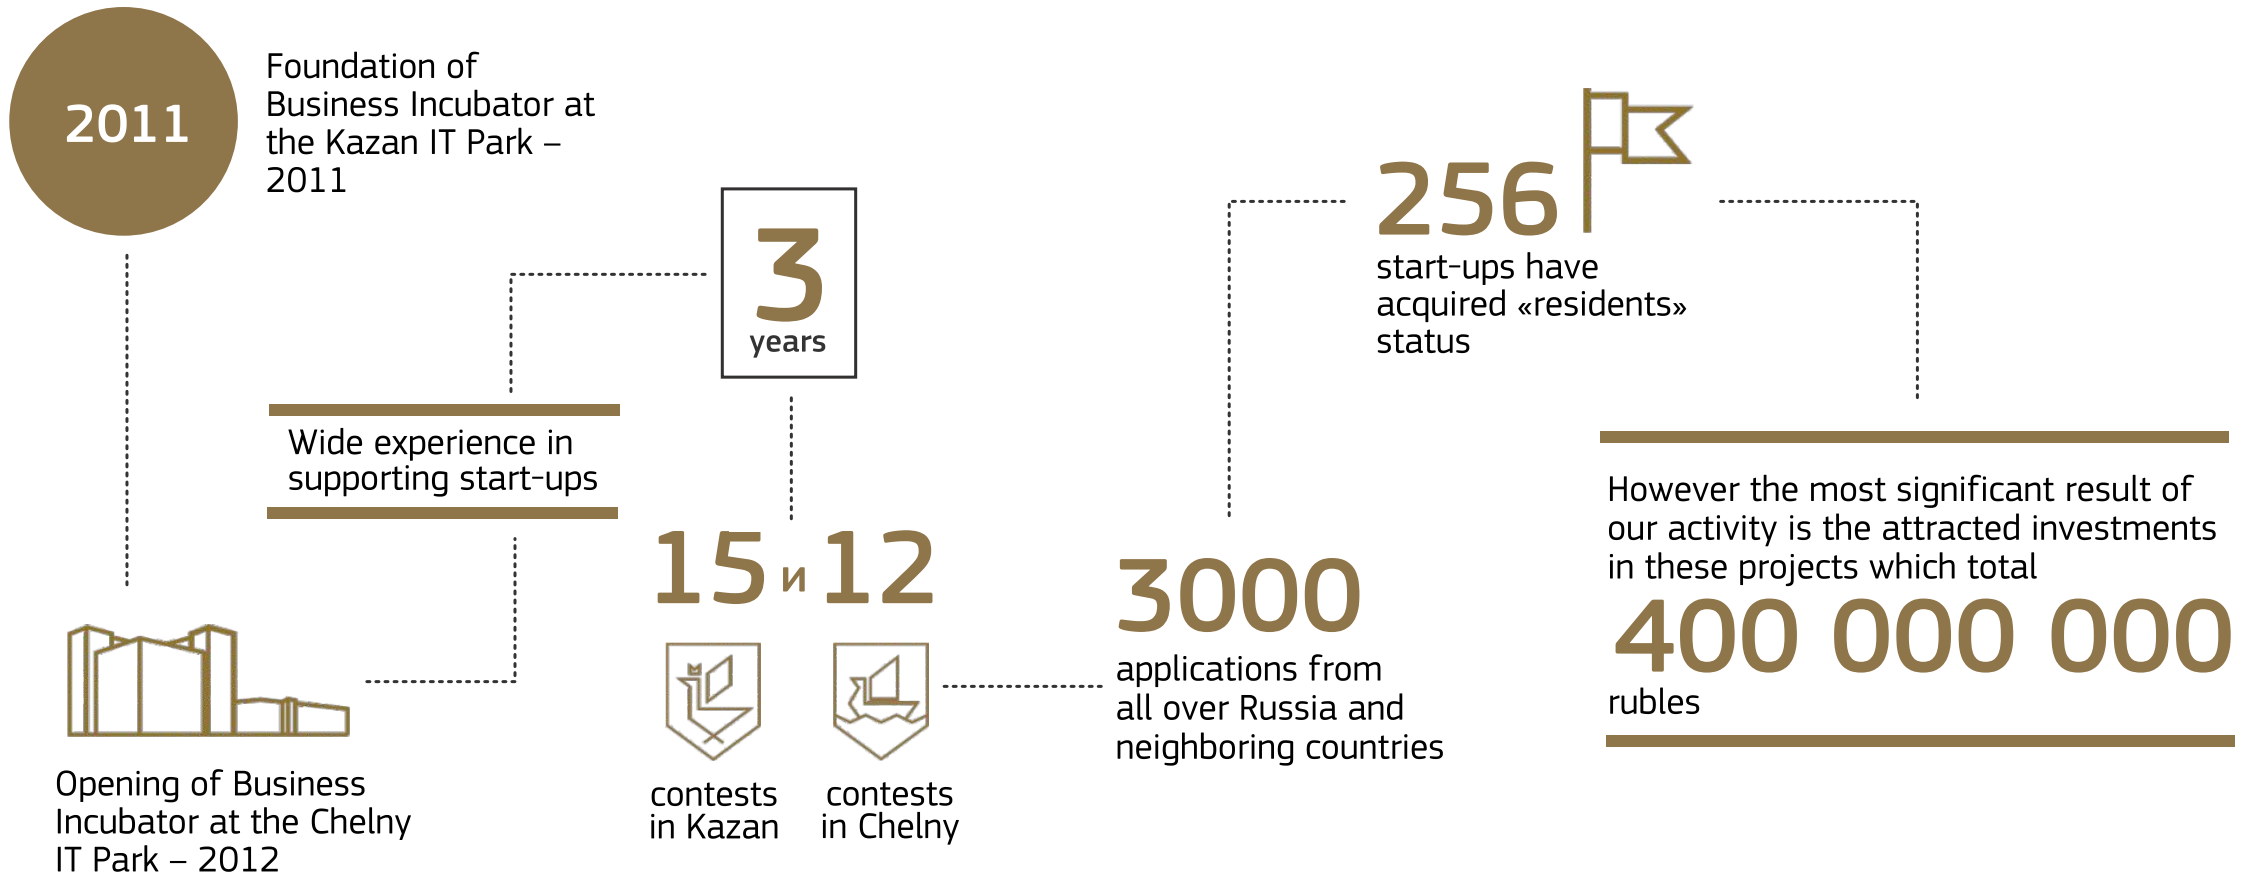 2011
Foundation of
Business Incubator at
the Kazan IT Park –
2011
Opening of Business
Incubator at the Chelny
IT Park – 2012
Wide experience in
supporting start-ups
3
years
15 и 12
contests
in Kazan
contests
in Chelny
3000
applications from
all over Russia and
neighboring countries
256
start-ups have
acquired «residents»
status
However the most significant result of
our activity is the attracted investments
in these projects which total
400 000 000
rubles